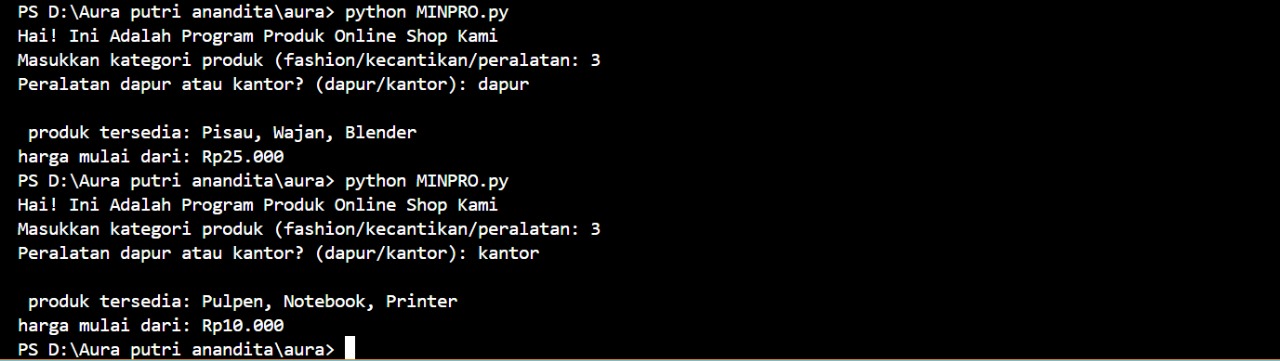 PS D:\Aura putri anandita\aura> python MINPRO.py
Hai! Ini Adalah Program Produk Online Shop Kami
Masukkan kategori produk (fashion/kecantikan/peralatan: 3
Peralatan dapur atau kantor? (dapur/kantor): dapur
produk tersedia: Pisau, Wajan, Blender
harga mulai dari: Rp25.000
PS D:\Aura putri anandita\aura> python MINPRO.py
Hai! Ini Adalah Program Produk Online Shop Kami
Masukkan kategori produk (fashion/kecantikan/peralatan: 3
Peralatan dapur atau kantor? (dapur/kantor): kantor
produk tersedia: Pulpen, Notebook, Printer
harga mulai dari: Rp10.000
PS D:\Aura putri anandita\aura>